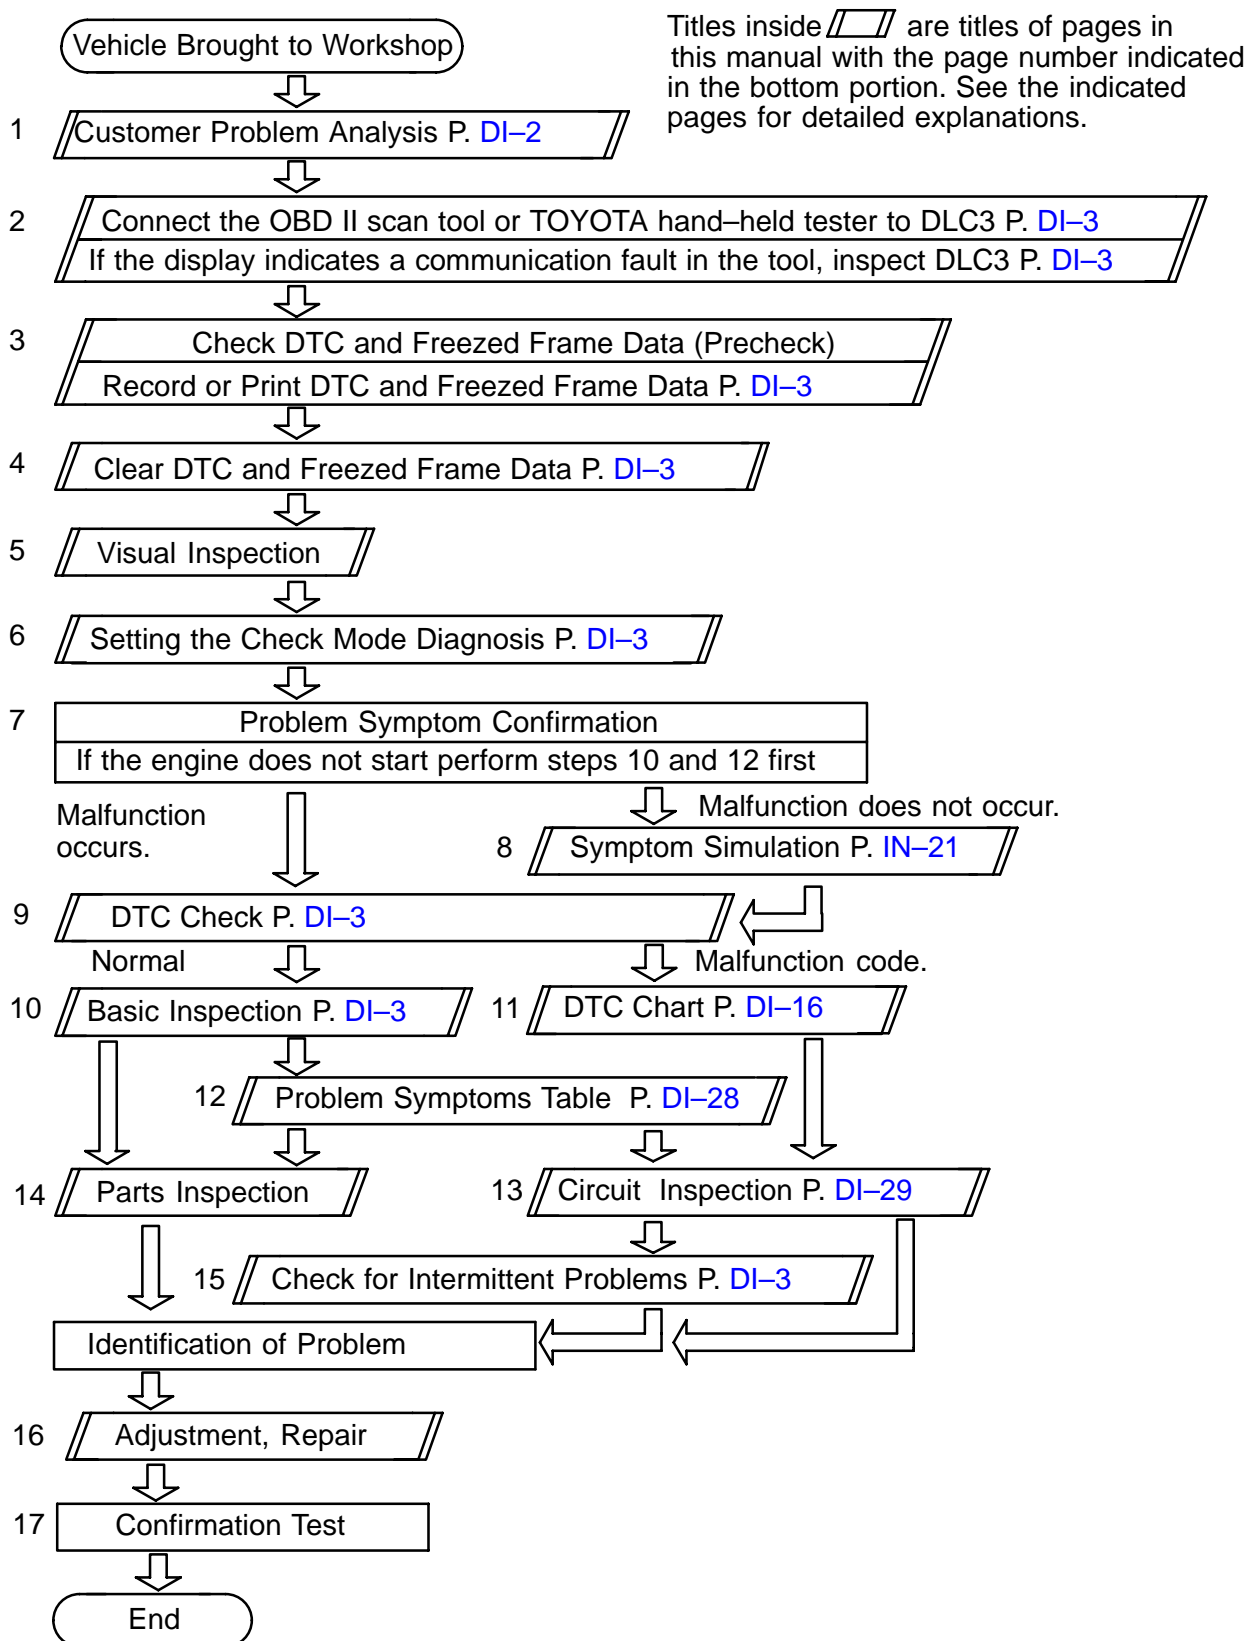 Vehicle Brought to Workshop
Titles inside are titles of pages in
this manual with the page number indicated
in the bottom portion. See the indicated
pages for detailed explanations.
1 Customer Problem Analysis P. DI–2
2 Connect the OBD II scan tool or TOYOTA hand–held tester to DLC3 P. DI–3
If the display indicates a communication fault in the tool, inspect DLC3 P. DI–3
3 Check DTC and Freezed Frame Data (Precheck)
Record or Print DTC and Freezed Frame Data P. DI–3
4 Clear DTC and Freezed Frame Data P. DI–3
5 Visual Inspection
6 Setting the Check Mode Diagnosis P. DI–3
7 Problem Symptom Confirmation
If the engine does not start perform steps 10 and 12 first
Malfunction
occurs.
Malfunction does not occur.
8 Symptom Simulation P. IN–21
9 DTC Check P. DI–3
Normal
Malfunction code.
10 Basic Inspection P. DI–3
11 DTC Chart P. DI–16
12 Problem Symptoms Table P. DI–28
14 Parts Inspection
13 Circuit Inspection P. DI–29
15 Check for Intermittent Problems P. DI–3
Identification of Problem
16 Adjustment, Repair
17 Confirmation Test
End